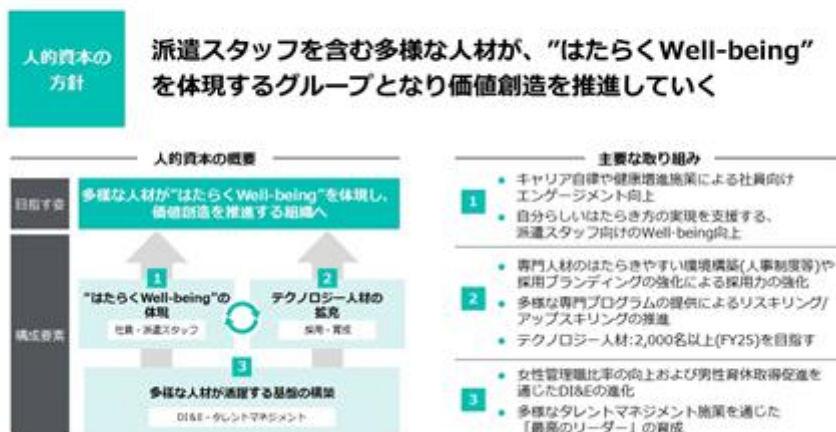 人的資本の
方針
派遣スタッフを含む多様な人材が、”はたらくWell-being”
を体現するグループとなり価値創造を推進していく
人的資本の概要
目指す姿
多様な人材が”はたらくWell-being”を体現し、
価値創造を推進する組織へ
構成要素
1
”はたらくWell-being”の
体現
社員・派遣スタッフ
2
テクノロジー人材の
拡充
採用・育成
3
多様な人材が活躍する基盤の構築
DI&E・タレントマネジメント
主要な取り組み
1
• キャリア自律や健康増進施策による社員向け
エンゲージメント向上
• 自分らしいはたらき方の実現を支援する、
派遣スタッフ向けのWell-being向上
2
• 専門人材のはたらきやすい環境構築(人事制度等)や
採用ブランディングの強化による採用力の強化
• 多様な専門プログラムの提供によるリスキリング/
アップスキリングの推進
• テクノロジー人材:2,000名以上(FY25)を目指す
3
• 女性管理職比率の向上および男性育休取得促進を
通じたDI&Eの進化
• 多様なタレントマネジメント施策を通じた
「最高のリーダー」の育成